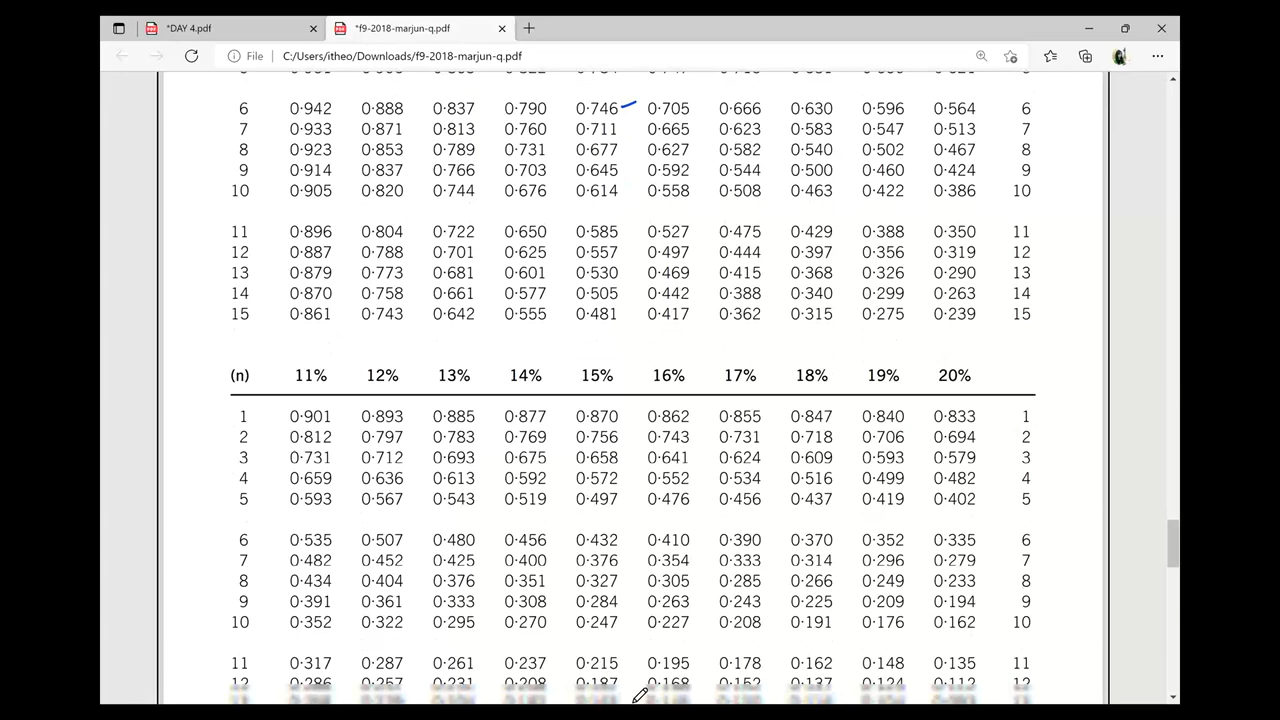 *DAY 4.pdf
*f9-2018-marjun-q.pdf
File C:/Users/itheo/Downloads/f9-2018-marjun-q.pdf
6 0·942 0·888 0·837 0·790 0·746 0·705 0·666 0·630 0·596 0·564 6
7 0·933 0·871 0·813 0·760 0·711 0·665 0·623 0·583 0·547 0·513 7
8 0·923 0·853 0·789 0·731 0·677 0·627 0·582 0·540 0·502 0·467 8
9 0·914 0·837 0·766 0·703 0·645 0·592 0·544 0·500 0·460 0·424 9
10 0·905 0·820 0·744 0·676 0·614 0·558 0·508 0·463 0·422 0·386 10
11 0·896 0·804 0·722 0·650 0·585 0·527 0·475 0·429 0·388 0·350 11
12 0·887 0·788 0·701 0·625 0·557 0·497 0·444 0·397 0·356 0·319 12
13 0·879 0·773 0·681 0·601 0·530 0·469 0·415 0·368 0·326 0·290 13
14 0·870 0·758 0·661 0·577 0·505 0·442 0·388 0·340 0·299 0·263 14
15 0·861 0·743 0·642 0·555 0·481 0·417 0·362 0·315 0·275 0·239 15
(n) 11% 12% 13% 14% 15% 16% 17% 18% 19% 20%
1 0·901 0·893 0·885 0·877 0·870 0·862 0·855 0·847 0·840 0·833 1
2 0·812 0·797 0·783 0·769 0·756 0·743 0·731 0·718 0·706 0·694 2
3 0·731 0·712 0·693 0·675 0·658 0·641 0·624 0·609 0·593 0·579 3
4 0·659 0·636 0·613 0·592 0·572 0·552 0·534 0·516 0·499 0·482 4
5 0·593 0·567 0·543 0·519 0·497 0·476 0·456 0·437 0·419 0·402 5
6 0·535 0·507 0·480 0·456 0·432 0·410 0·390 0·370 0·352 0·335 6
7 0·482 0·452 0·425 0·400 0·376 0·354 0·333 0·314 0·296 0·279 7
8 0·434 0·404 0·376 0·351 0·327 0·305 0·285 0·266 0·249 0·233 8
9 0·391 0·361 0·333 0·308 0·284 0·263 0·243 0·225 0·209 0·194 9
10 0·352 0·322 0·295 0·270 0·247 0·227 0·208 0·191 0·176 0·162 10
11 0·317 0·287 0·261 0·237 0·215 0·195 0·178 0·162 0·148 0·135 11
12 0·286 0·257 0·231 0·208 0·187 0·168 0·152 0·137 0·124 0·112 12